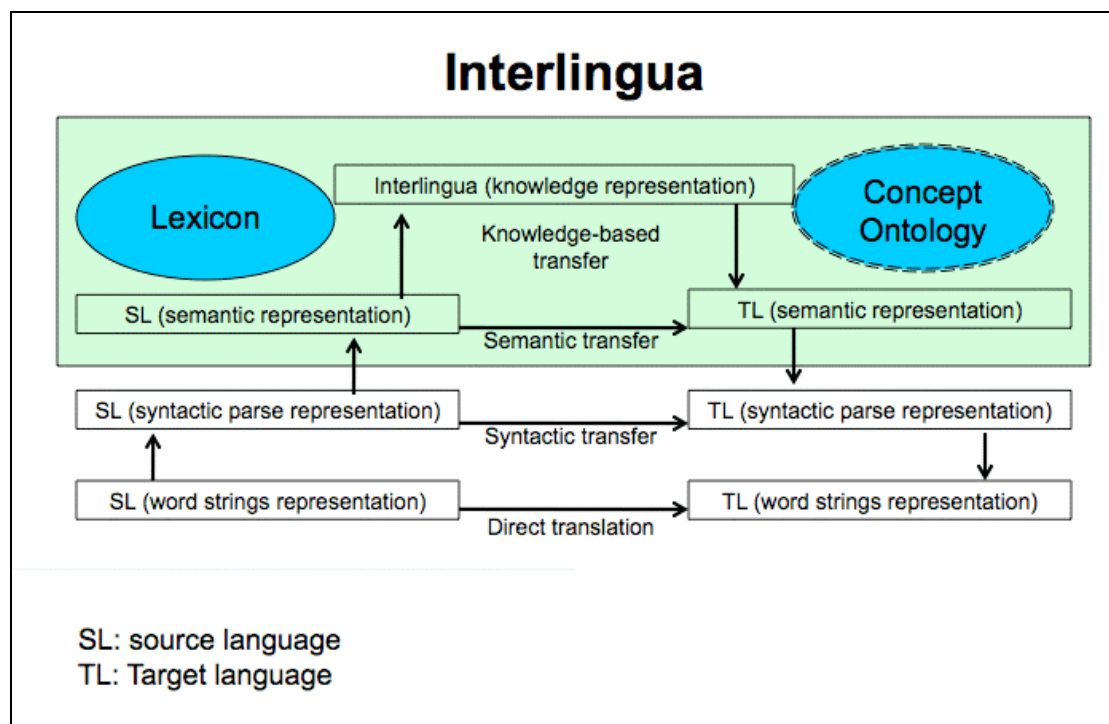 Interlingua
Lexicon
Interlingua (knowledge representation)
Concept
Ontology
Knowledge-based
transfer
SL (semantic representation)
TL (semantic representation)
Semantic transfer
SL (syntactic parse representation)
TL (syntactic parse representation)
Syntactic transfer
SL (word strings representation)
TL (word strings representation)
Direct translation
SL: source language
TL: Target language